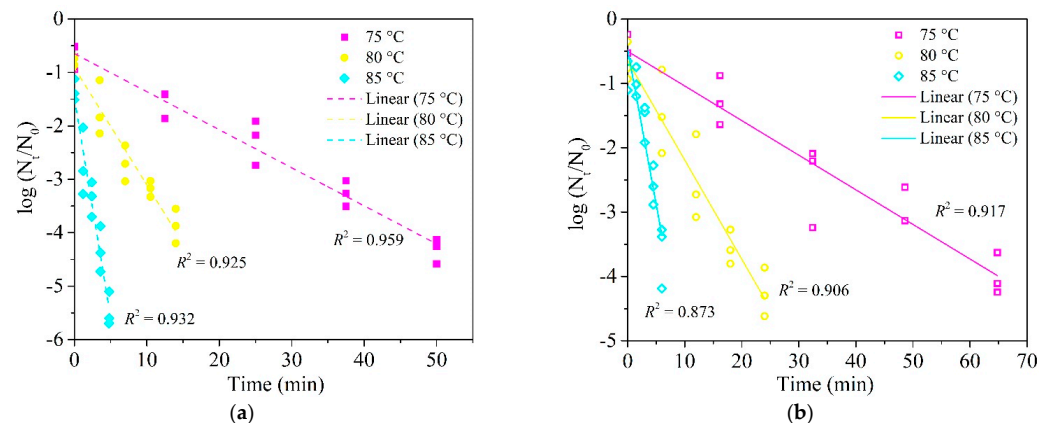 (a)
0
-1
-2
-3
-4
-5
-6
log (Nt/N0)
75 °C
80 °C
85 °C
Linear (75 °C)
Linear (80 °C)
Linear (85 °C)
R² = 0.959
R² = 0.925
R² = 0.932
0 10 20 30 40 50
Time (min)
(b)
0
-1
-2
-3
-4
-5
log (Nt/N0)
75 °C
80 °C
85 °C
Linear (75 °C)
Linear (80 °C)
Linear (85 °C)
R² = 0.917
R² = 0.906
R² = 0.873
0 10 20 30 40 50 60 70
Time (min)